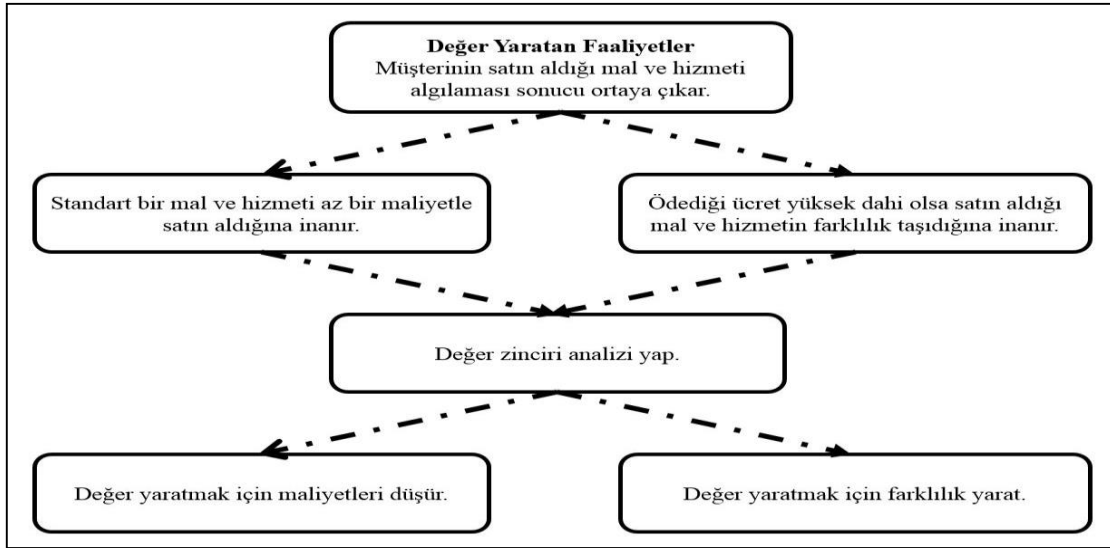 Değer Yaratan Faaliyetler
Müşterinin satın aldığı mal ve hizmeti
algılaması sonucu ortaya çıkar.
Standart bir mal ve hizmeti az bir maliyetle
satın aldığına inanır.
Ödediği ücret yüksek dahi olsa satın aldığı
mal ve hizmetin farklılık taşıdığına inanır.
Değer zinciri analizi yap.
Değer yaratmak için maliyetleri düşür.
Değer yaratmak için farklılık yarat.